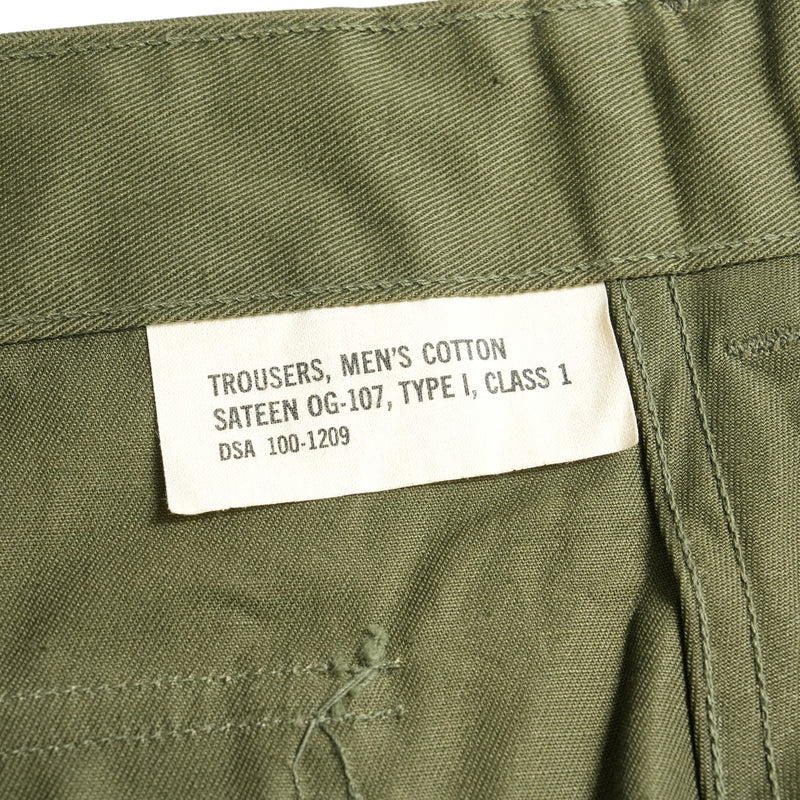 TROUSERS, MEN'S COTTON
SATEEN OG-107, TYPE I, CLASS 1
DSA 100-1209